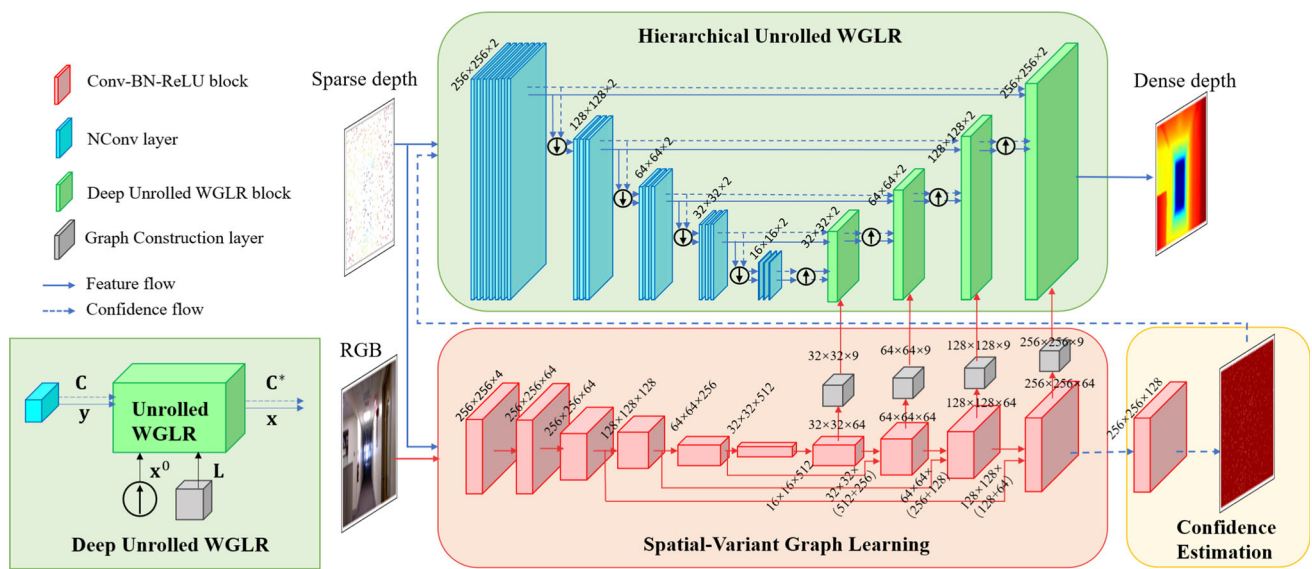 Hierarchical Unrolled WGLR
Conv-BN-ReLU block
NConv layer
Deep Unrolled WGLR block
Graph Construction layer
Feature flow
Confidence flow
Sparse depth
RGB
Dense depth
256×256×2
128×128×2
64×64×2
32×32×2
16×16×2
32×32×2
64×64×2
128×128×2
256×256×2
C
y
Unrolled
WGLR
C*
x
x⁰
L
Deep Unrolled WGLR
32×32×9
64×64×9
128×128×9
256×256×9
256×256×4
256×256×64
256×256×64
128×128×128
64×64×256
32×32×512
16×16×512
32×32×64
32×32×
(512+256)
64×64×64
64×64×
(256+128)
128×128×64
128×128×
(128+64)
256×256×64
Spatial-Variant Graph Learning
256×256×128
Confidence
Estimation